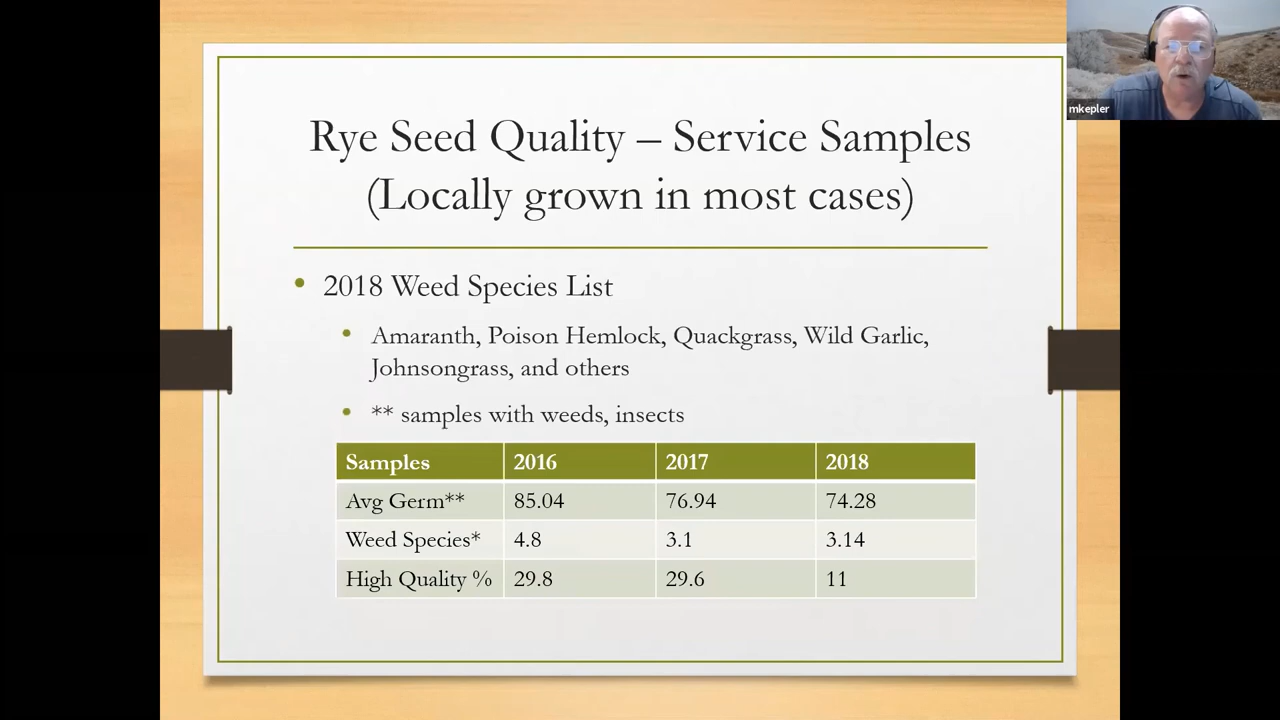 Rye Seed Quality – Service Samples
(Locally grown in most cases)
mkepler
• 2018 Weed Species List
• Amaranth, Poison Hemlock, Quackgrass, Wild Garlic,
Johnsongrass, and others
• ** samples with weeds, insects
Samples 2016 2017 2018
Avg Germ** 85.04 76.94 74.28
Weed Species* 4.8 3.1 3.14
High Quality % 29.8 29.6 11